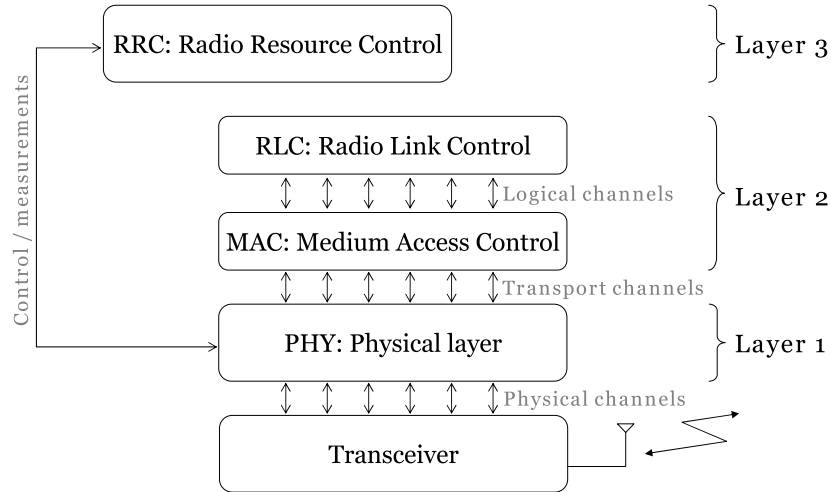 RRC: Radio Resource Control
Layer 3
Control / measurements
RLC: Radio Link Control
Logical channels
Layer 2
MAC: Medium Access Control
Transport channels
PHY: Physical layer
Layer 1
Physical channels
Transceiver